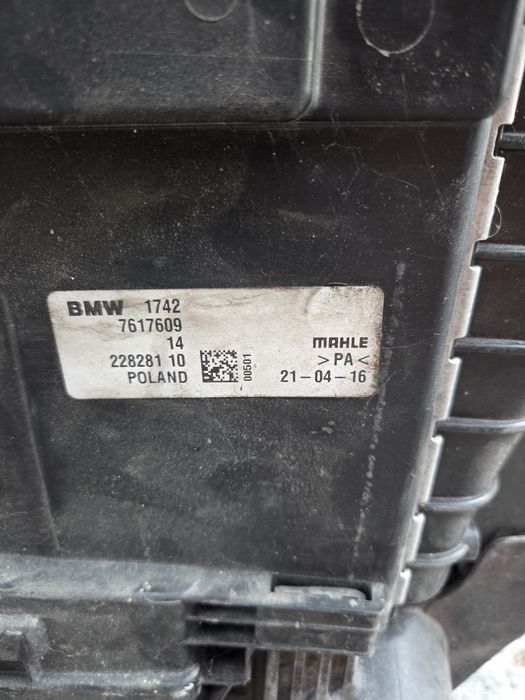 BMW 1742
7617609
14
228281 10
POLAND
00501
MAHLE
>PA<
21-04-16